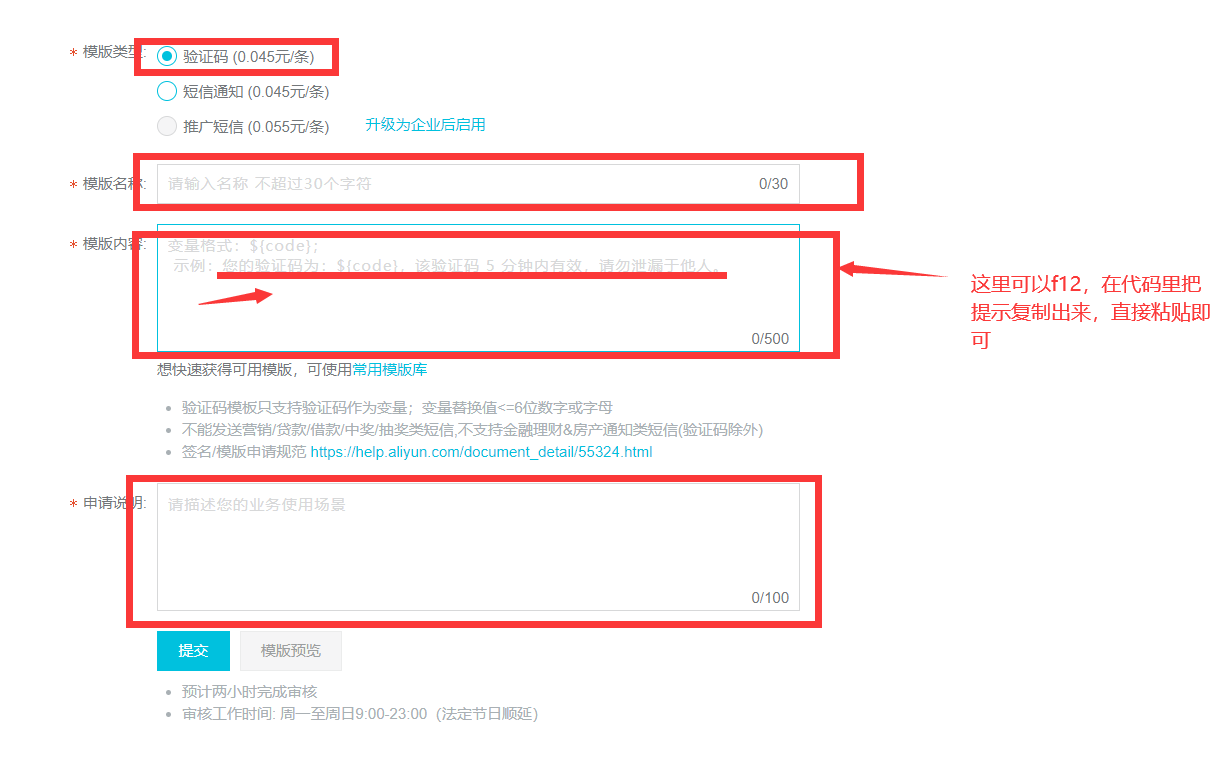 * 模版类型: 验证码 (0.045元/条)
短信通知 (0.045元/条)
推广短信 (0.055元/条) 升级为企业后启用
* 模版名称: 请输入名称 不超过30个字符 0/30
* 模版内容: 变量格式：${code};
示例：您的验证码为：${code}，该验证码 5 分钟内有效，请勿泄漏于他人。
这里可以f12，在代码里把
提示复制出来，直接粘贴即
可
0/500
想快速获得可用模版，可使用常用模版库
• 验证码模板只支持验证码作为变量；变量替换值<=6位数字或字母
• 不能发送营销/贷款/借款/中奖/抽奖类短信,不支持金融理财&房产通知类短信(验证码除外)
• 签名/模版申请规范 https://help.aliyun.com/document_detail/55324.html
* 申请说明: 请描述您的业务使用场景
0/100
提交 模版预览
• 预计两小时完成审核
• 审核工作时间: 周一至周日9:00-23:00（法定节日顺延）